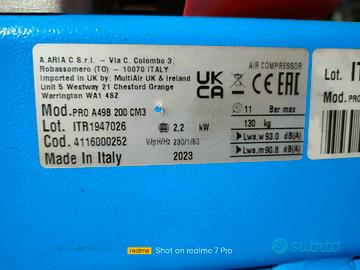 A.ARIA C S.r.l. - Via C. Colombo 3,
Robassomero (TO) - 10070 ITALY
Imported in UK by: MultiAir UK & Ireland
Unit 5 Westway 21 Chesford Grange
Warrington WA1 4SZ
AIR COMPRESSOR
UK CA CE EAC
Mod. PRO A49B 200 CM3
11 Bar max
Lot. ITR1947026
2,2 kW
130 kg
Cod. 4116000252
V/pH/Hz 230/1/50
Lwa,w 93.0 dB(A)
Lwa,m 90.8 dB(A)
Made in Italy 2023
Lot. IT
Mod. PRO
realme Shot on realme 7 Pro
subito